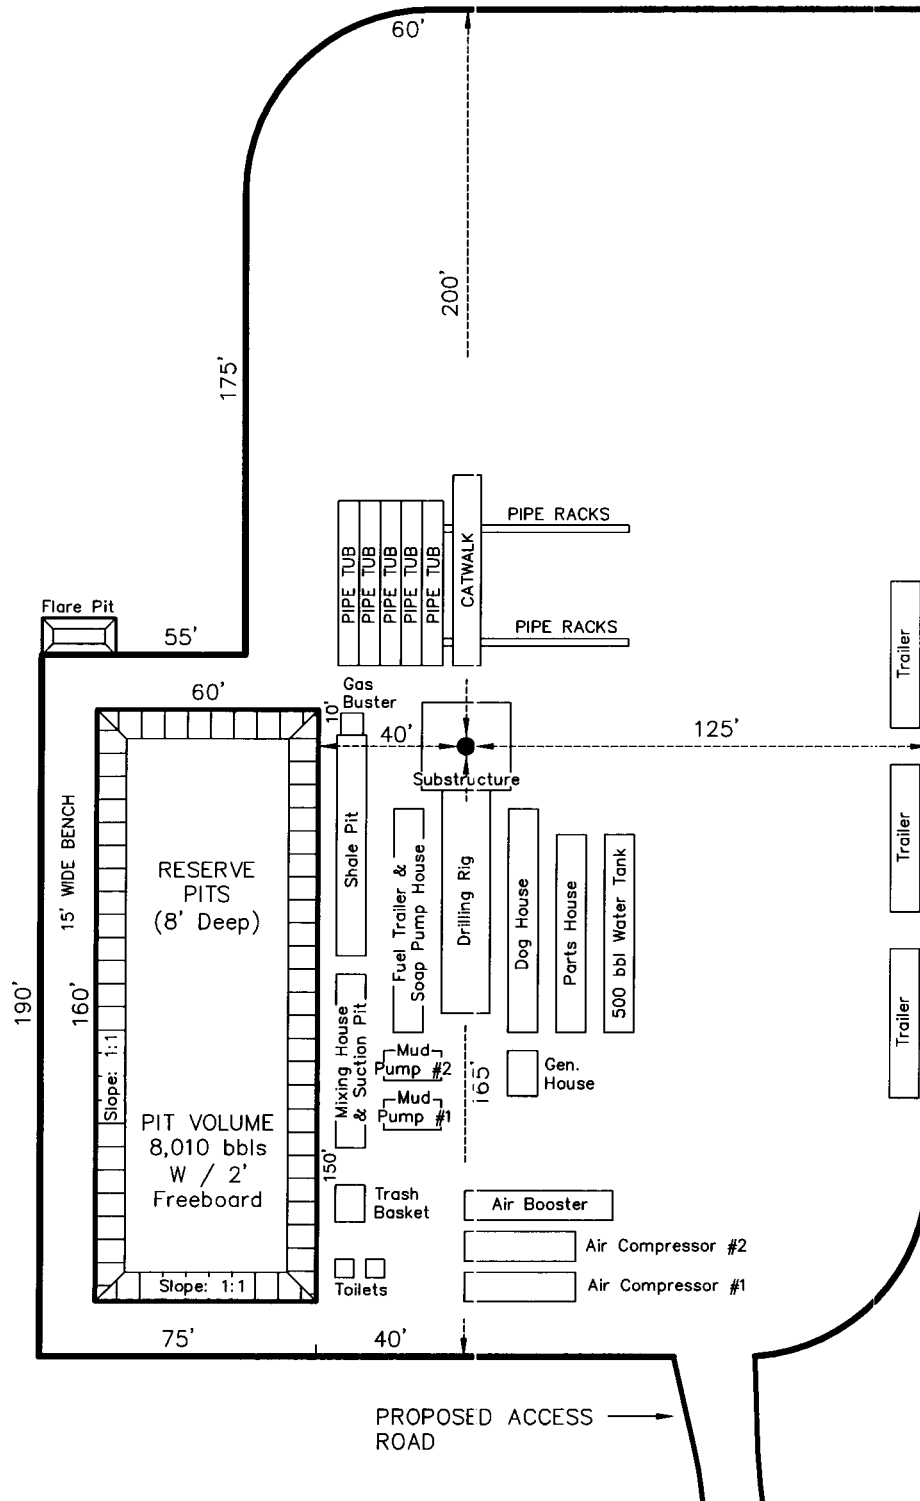 60'
200'
175'
PIPE RACKS
PIPE TUB
PIPE TUB
PIPE TUB
PIPE TUB
PIPE TUB
CATWALK
PIPE RACKS
Flare Pit
55'
Trailer
60'
Gas
Buster
10'
40'
125'
Substructure
15' WIDE BENCH
RESERVE
PITS
(8' Deep)
Shale Pit
Fuel Trailer &
Soap Pump House
Drilling Rig
Dog House
Parts House
500 bbl Water Tank
Trailer
190'
160'
Slope: 1:1
Mixing House
& Suction Pit
Mud
Pump #2
165'
Gen.
House
Trailer
Mud
Pump #1
PIT VOLUME
8,010 bbls
W / 2'
Freeboard
150'
Trash
Basket
Air Booster
Air Compressor #2
Slope: 1:1
Toilets
Air Compressor #1
75'
40'
PROPOSED ACCESS
ROAD